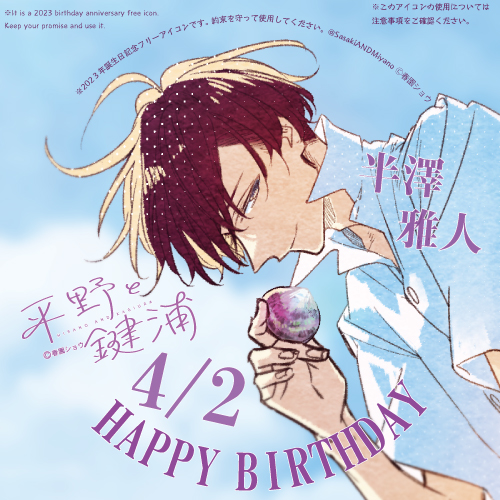 ※It is a 2023 birthday anniversary free icon.
Keep your promise and use it.
※このアイコンの使用については
注意事項をご確認ください。
※2023年誕生日記念フリーアイコンです。約束を守って使用してください。@SasakiANDMiyano ©春園ショウ
半澤
雅人
平野と
HIRANO AND KAGIURA
鍵浦
©春園ショウ
4/2
HAPPY BIRTHDAY